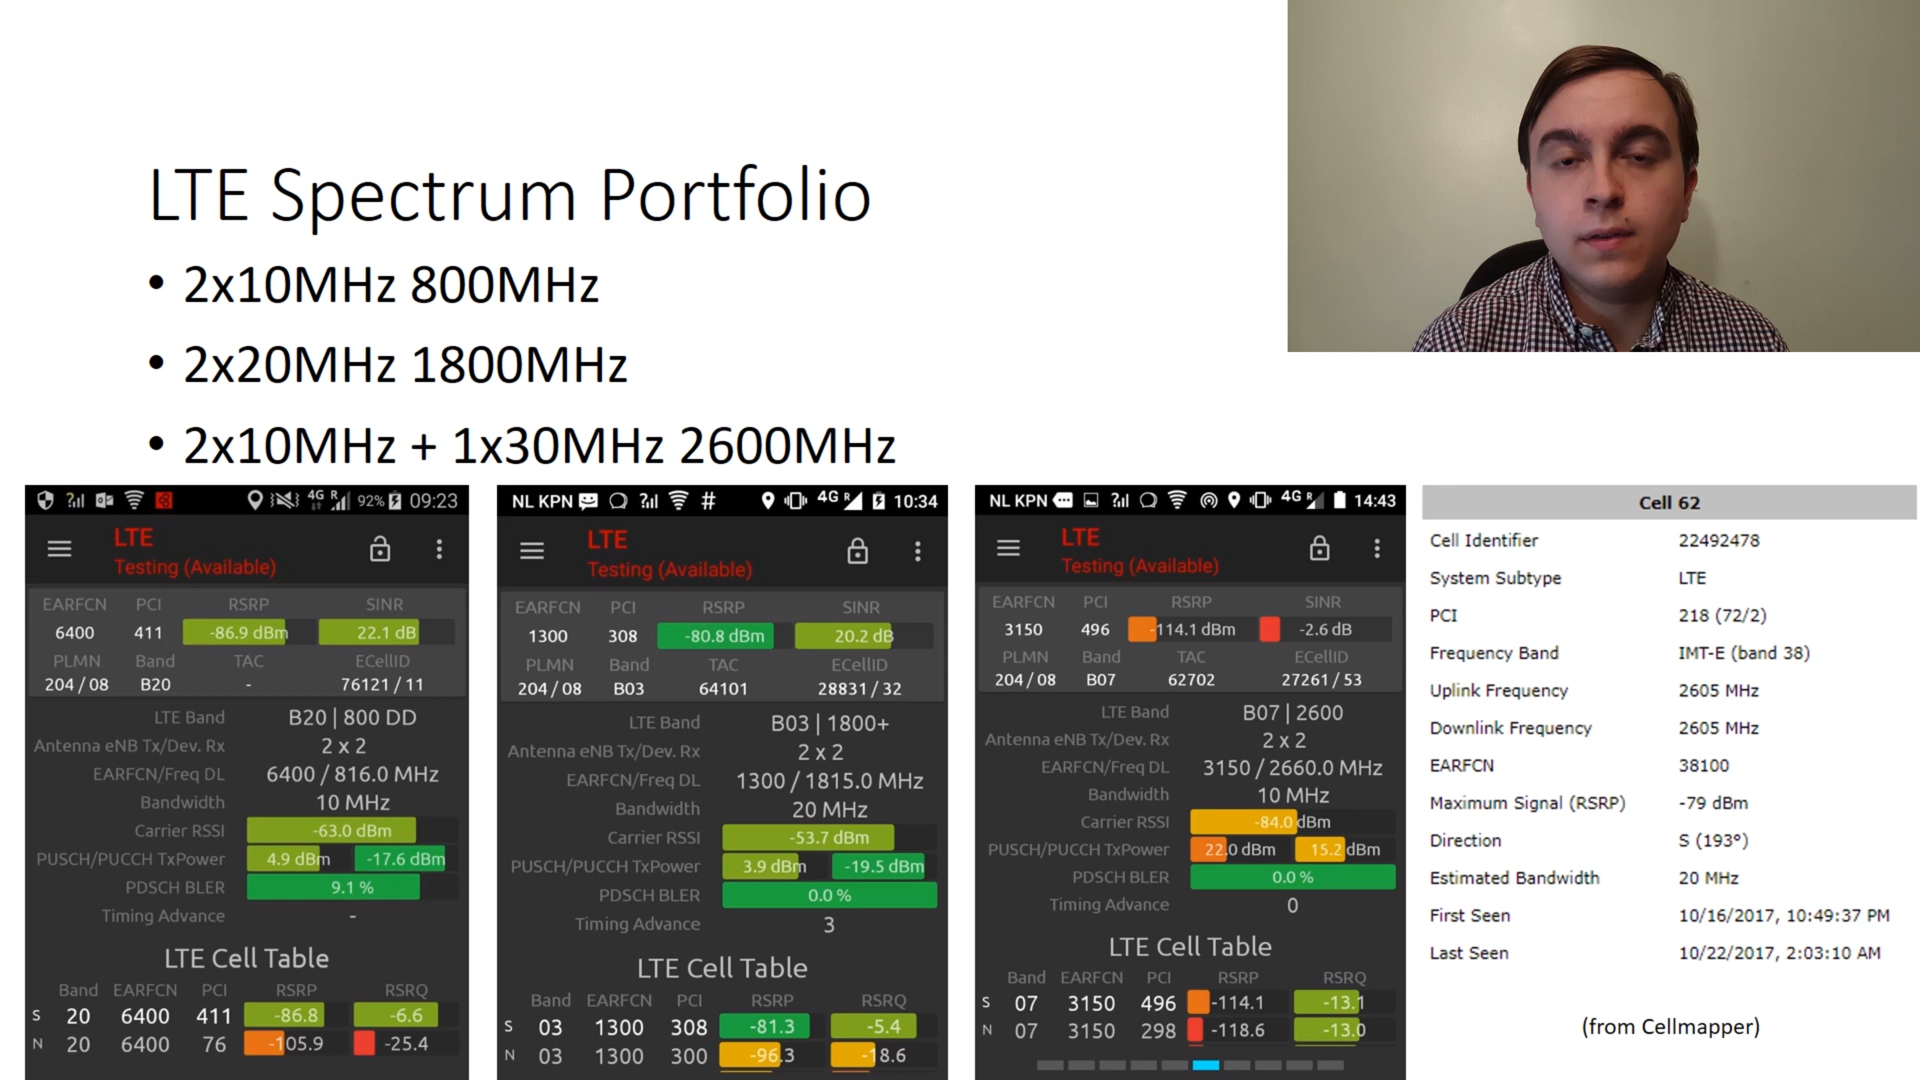 LTE Spectrum Portfolio
• 2x10MHz 800MHz
• 2x20MHz 1800MHz
• 2x10MHz + 1x30MHz 2600MHz
4G R 92% 09:23
LTE
Testing (Available)
EARFCN PCI RSRP SINR
6400 411 -86.9 dBm 22.1 dB
PLMN Band TAC ECellID
204 / 08 B20 - 76121 / 11
LTE Band B20 | 800 DD
Antenna eNB Tx/Dev. Rx 2 x 2
EARFCN/Freq DL 6400 / 816.0 MHz
Bandwidth 10 MHz
Carrier RSSI -63.0 dBm
PUSCH/PUCCH TxPower 4.9 dBm -17.6 dBm
PDSCH BLER 9.1 %
Timing Advance -
LTE Cell Table
Band EARFCN PCI RSRP RSRQ
S 20 6400 411 -86.8 -6.6
N 20 6400 76 -105.9 -25.4
NL KPN # 4G R 10:34
LTE
Testing (Available)
EARFCN PCI RSRP SINR
1300 308 -80.8 dBm 20.2 dB
PLMN Band TAC ECellID
204 / 08 B03 64101 28831 / 32
LTE Band B03 | 1800+
Antenna eNB Tx/Dev. Rx 2 x 2
EARFCN/Freq DL 1300 / 1815.0 MHz
Bandwidth 20 MHz
Carrier RSSI -53.7 dBm
PUSCH/PUCCH TxPower 3.9 dBm -19.5 dBm
PDSCH BLER 0.0 %
Timing Advance 3
LTE Cell Table
Band EARFCN PCI RSRP RSRQ
S 03 1300 308 -81.3 -5.4
N 03 1300 300 -96.3 -18.6
NL KPN 4G R 14:43
LTE
Testing (Available)
EARFCN PCI RSRP SINR
3150 496 -114.1 dBm -2.6 dB
PLMN Band TAC ECellID
204 / 08 B07 62702 27261 / 53
LTE Band B07 | 2600
Antenna eNB Tx/Dev. Rx 2 x 2
EARFCN/Freq DL 3150 / 2660.0 MHz
Bandwidth 10 MHz
Carrier RSSI -84.0 dBm
PUSCH/PUCCH TxPower 22.0 dBm 15.2 dBm
PDSCH BLER 0.0 %
Timing Advance 0
LTE Cell Table
Band EARFCN PCI RSRP RSRQ
S 07 3150 496 -114.1 -13.1
N 07 3150 298 -118.6 -13.0
Cell 62
Cell Identifier 22492478
System Subtype LTE
PCI 218 (72/2)
Frequency Band IMT-E (band 38)
Uplink Frequency 2605 MHz
Downlink Frequency 2605 MHz
EARFCN 38100
Maximum Signal (RSRP) -79 dBm
Direction S (193°)
Estimated Bandwidth 20 MHz
First Seen 10/16/2017, 10:49:37 PM
Last Seen 10/22/2017, 2:03:10 AM
(from Cellmapper)